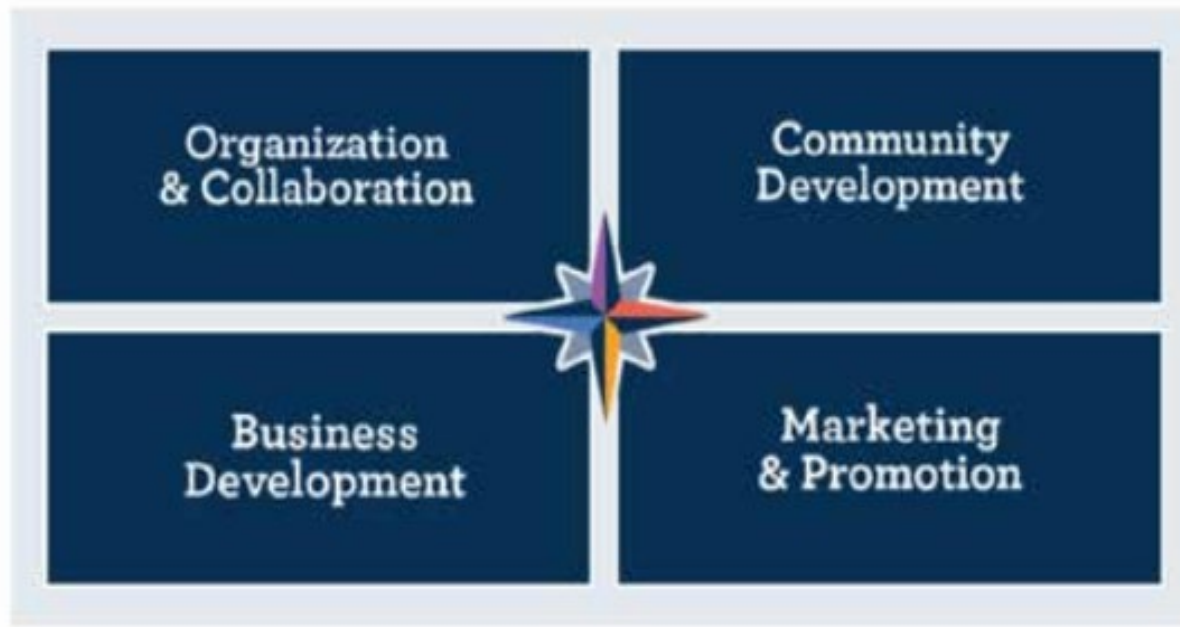 Organization
& Collaboration
Community
Development
Business
Development
Marketing
& Promotion